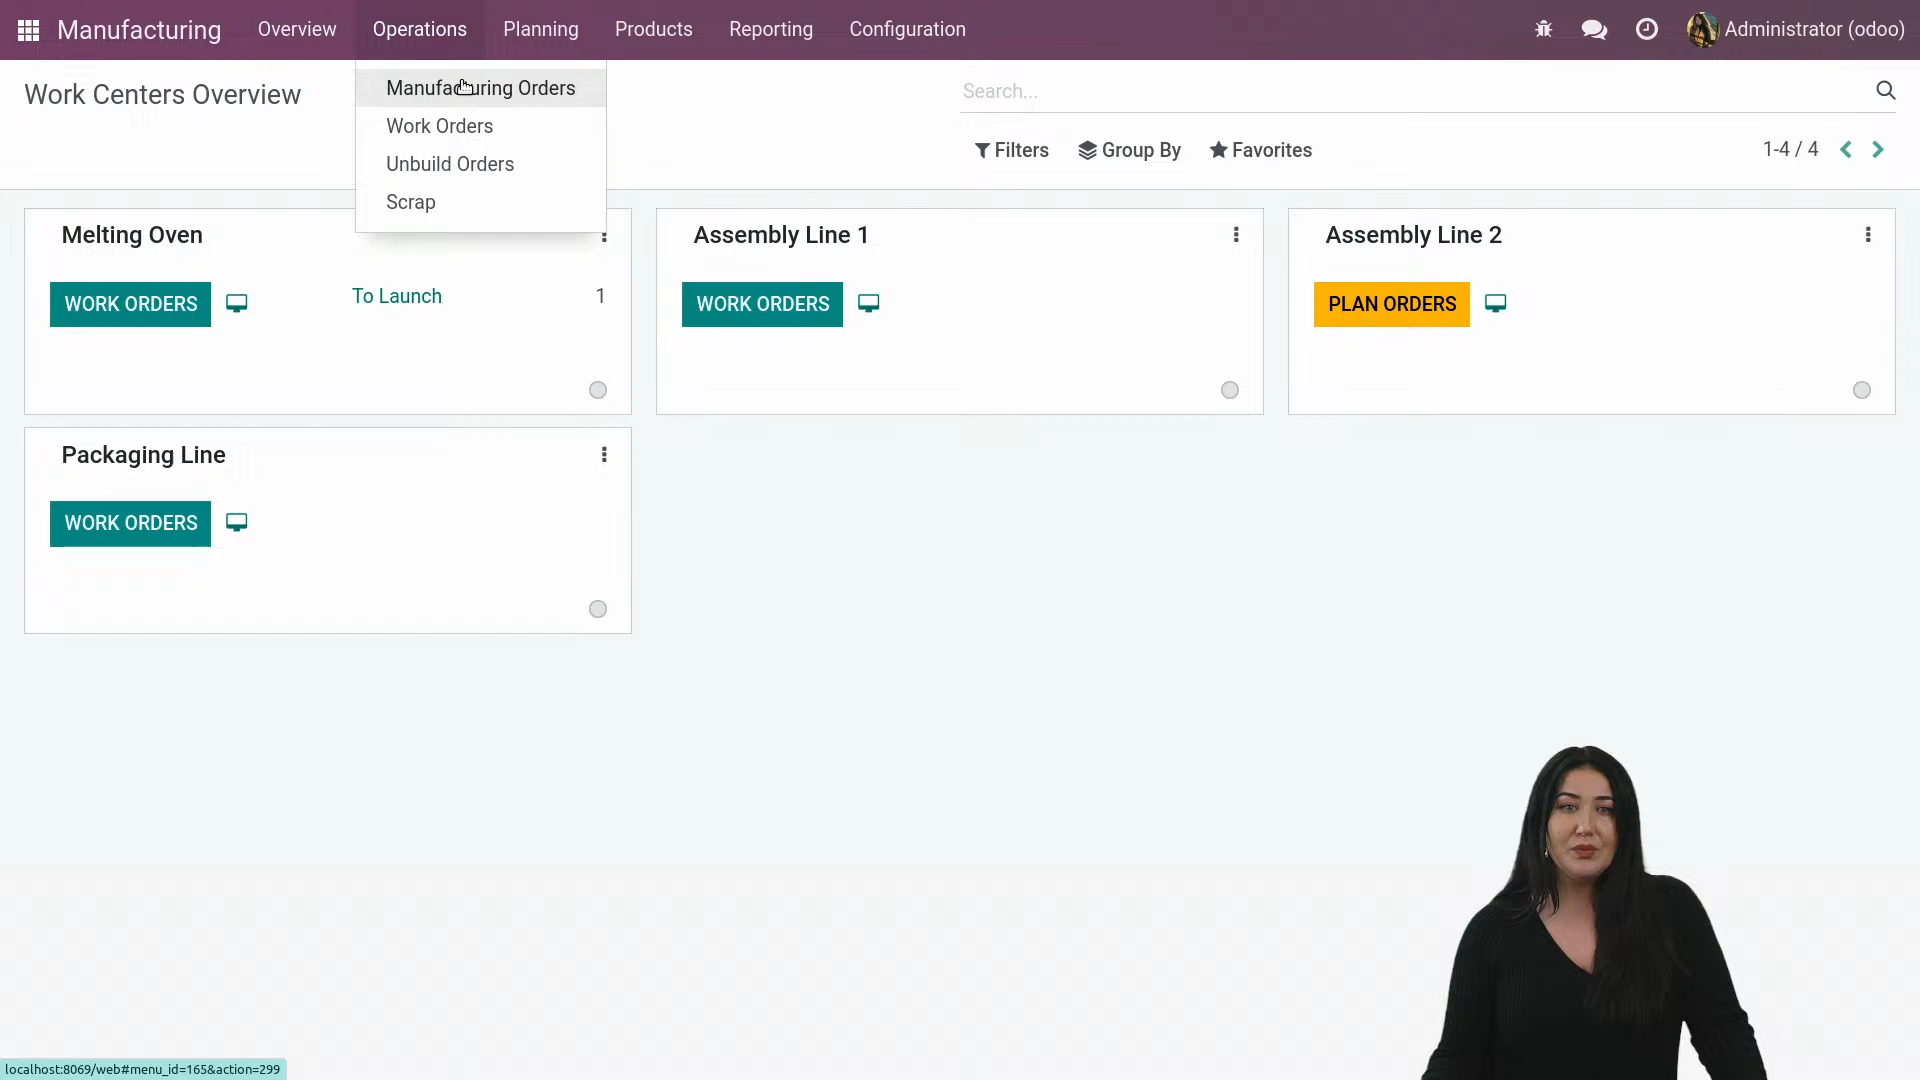 Manufacturing Overview Operations Planning Products Reporting Configuration Administrator (odoo)
Work Centers Overview
Manufacturing Orders
Work Orders
Unbuild Orders
Scrap
Search...
Filters Group By Favorites 1-4 / 4
Melting Oven
WORK ORDERS
To Launch 1
Assembly Line 1
WORK ORDERS
Assembly Line 2
PLAN ORDERS
Packaging Line
WORK ORDERS
localhost:8069/web#menu_id=165&action=299